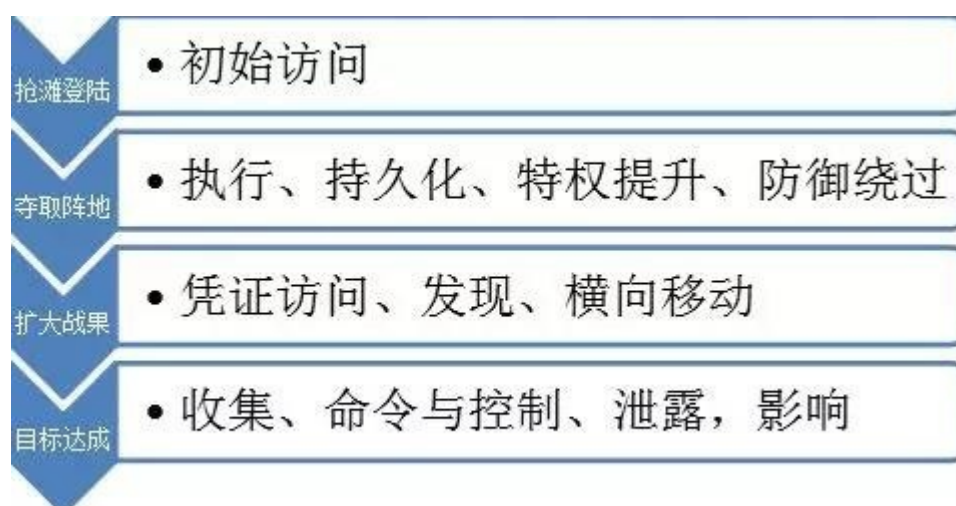 抢滩登陆
• 初始访问
夺取阵地
• 执行、持久化、特权提升、防御绕过
扩大战果
• 凭证访问、发现、横向移动
目标达成
• 收集、命令与控制、泄露，影响